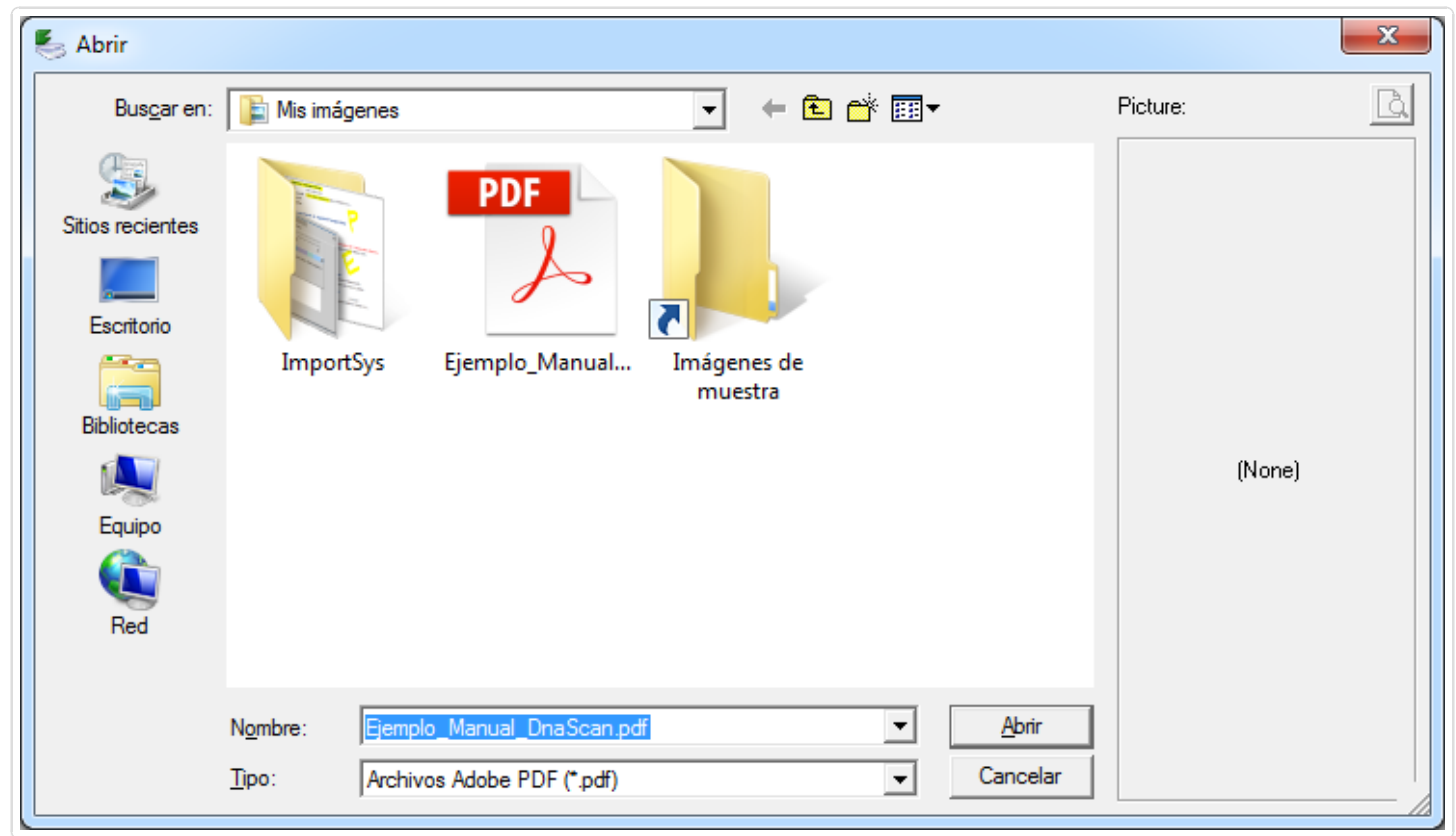 Abrir
Buscar en:
Mis imágenes
Picture:
Sitios recientes
Escritorio
Bibliotecas
Equipo
Red
PDF
ImportSys
Ejemplo_Manual...
Imágenes de
muestra
(None)
Nombre:
Ejemplo_Manual_DnaScan.pdf
Abrir
Tipo:
Archivos Adobe PDF (*.pdf)
Cancelar